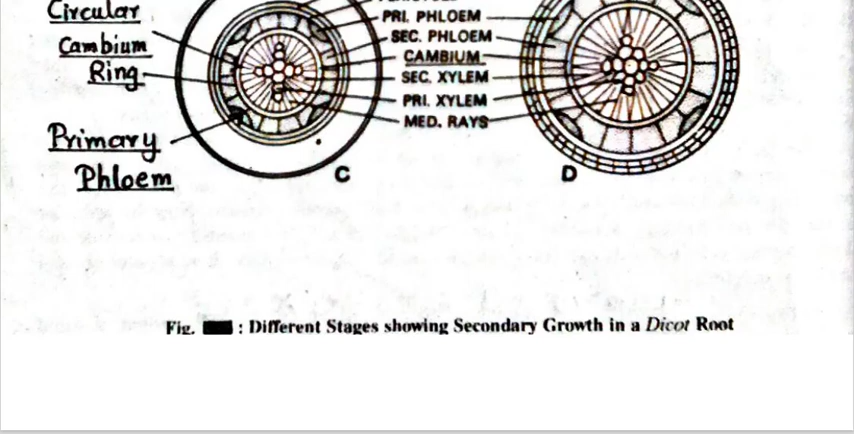 Circular
Cambium
Ring
Primary
Phloem
PRI. PHLOEM
SEC. PHLOEM
CAMBIUM
SEC. XYLEM
PRI. XYLEM
MED. RAYS
C
D
Fig. : Different Stages showing Secondary Growth in a Dicot Root